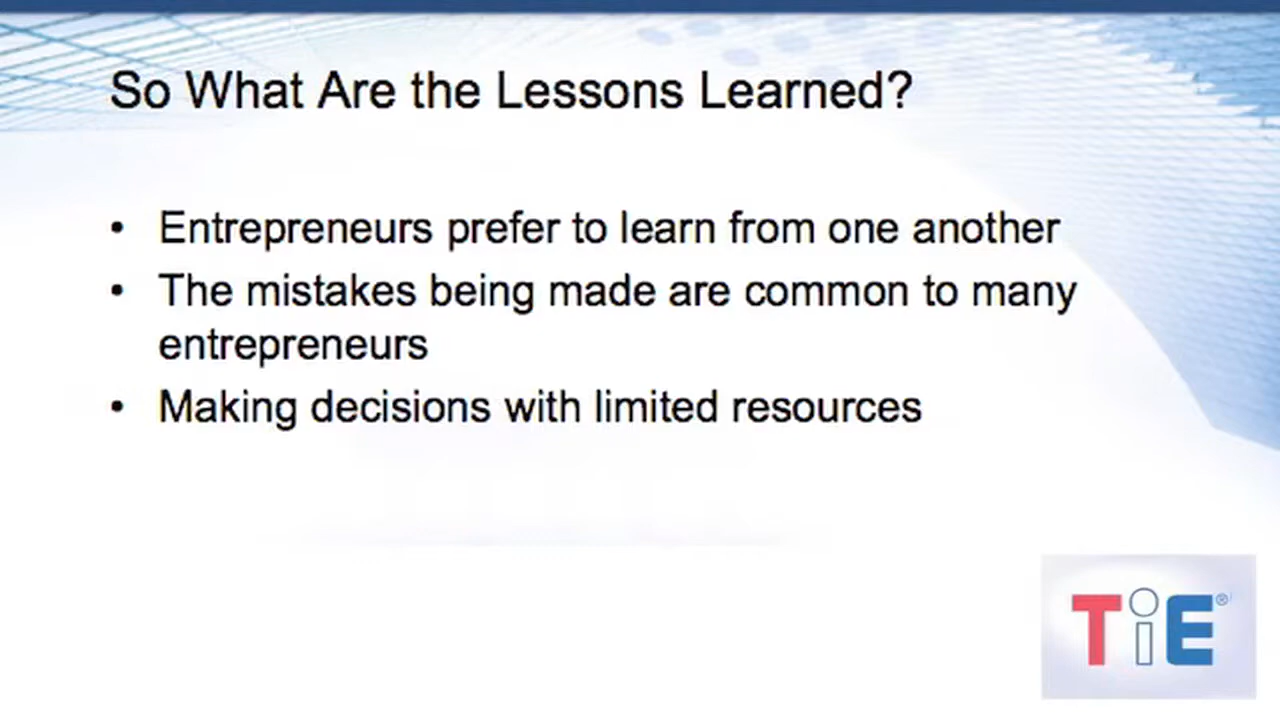 So What Are the Lessons Learned?
• Entrepreneurs prefer to learn from one another
• The mistakes being made are common to many
entrepreneurs
• Making decisions with limited resources
TiE®